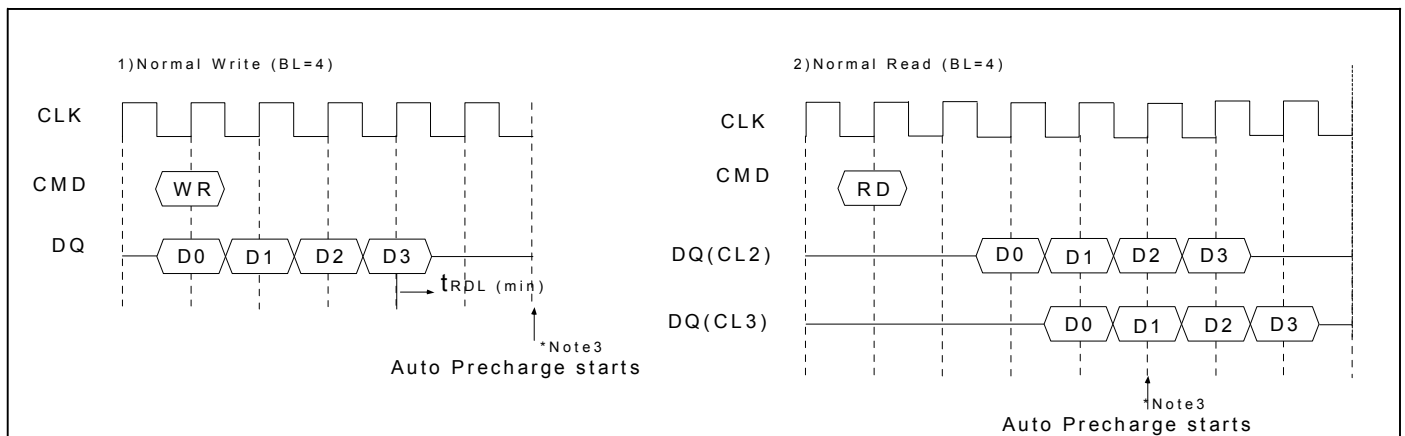 1)Normal Write (BL=4)
CLK
CMD
WR
DQ
D0 D1 D2 D3
tRDL (min)
*Note3
Auto Precharge starts
2)Normal Read (BL=4)
CLK
CMD
RD
DQ(CL2)
D0 D1 D2 D3
DQ(CL3)
D0 D1 D2 D3
*Note3
Auto Precharge starts